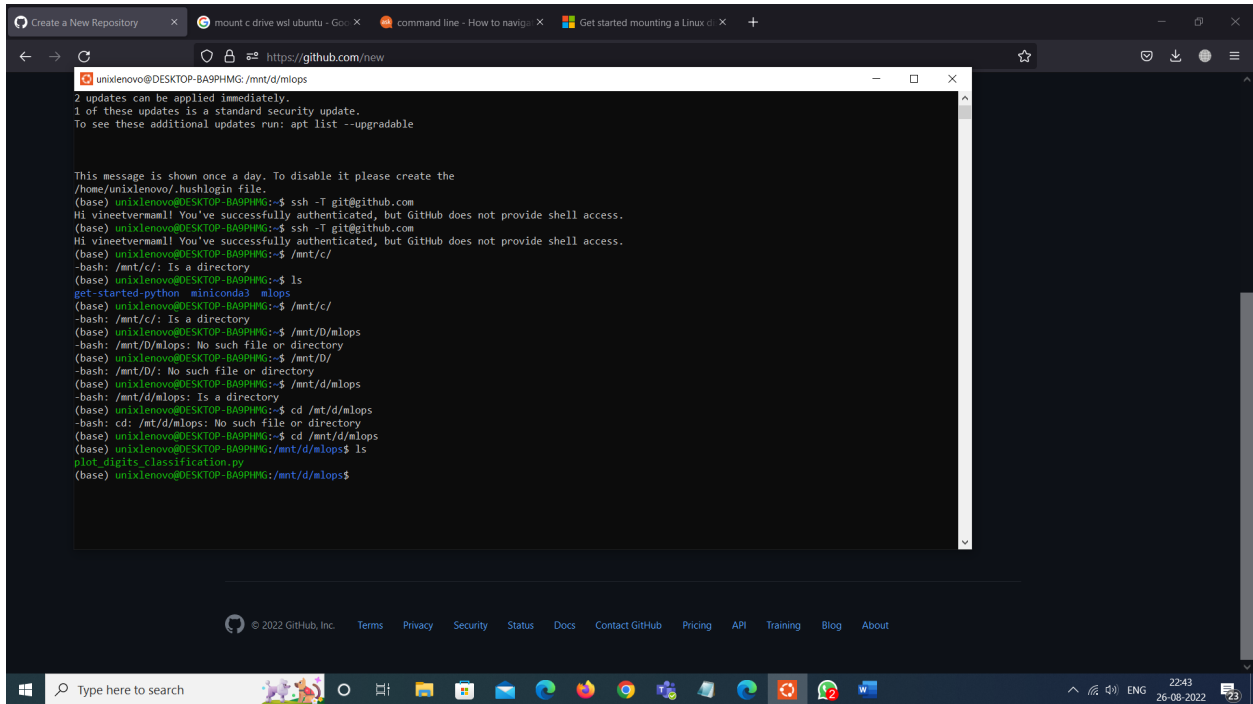 Create a New Repository
mount c drive wsl ubuntu - Goo
command line - How to naviga
Get started mounting a Linux di
https://github.com/new
unixlenovo@DESKTOP-BA9PHMG: /mnt/d/mlops
2 updates can be applied immediately.
1 of these updates is a standard security update.
To see these additional updates run: apt list --upgradable
This message is shown once a day. To disable it please create the
/home/unixlenovo/.hushlogin file.
(base) unixlenovo@DESKTOP-BA9PHMG:~$ ssh -T git@github.com
Hi vineetvermaml! You've successfully authenticated, but GitHub does not provide shell access.
(base) unixlenovo@DESKTOP-BA9PHMG:~$ ssh -T git@github.com
Hi vineetvermaml! You've successfully authenticated, but GitHub does not provide shell access.
(base) unixlenovo@DESKTOP-BA9PHMG:~$ /mnt/c/
-bash: /mnt/c/: Is a directory
(base) unixlenovo@DESKTOP-BA9PHMG:~$ ls
get-started-python miniconda3 mlops
(base) unixlenovo@DESKTOP-BA9PHMG:~$ /mnt/c/
-bash: /mnt/c/: Is a directory
(base) unixlenovo@DESKTOP-BA9PHMG:~$ /mnt/D/mlops
-bash: /mnt/D/mlops: No such file or directory
(base) unixlenovo@DESKTOP-BA9PHMG:~$ /mnt/D/
-bash: /mnt/D/: No such file or directory
(base) unixlenovo@DESKTOP-BA9PHMG:~$ /mnt/d/mlops
-bash: /mnt/d/mlops: Is a directory
(base) unixlenovo@DESKTOP-BA9PHMG:~$ cd /mt/d/mlops
-bash: cd: /mt/d/mlops: No such file or directory
(base) unixlenovo@DESKTOP-BA9PHMG:~$ cd /mnt/d/mlops
(base) unixlenovo@DESKTOP-BA9PHMG:/mnt/d/mlops$ ls
plot_digits_classification.py
(base) unixlenovo@DESKTOP-BA9PHMG:/mnt/d/mlops$
© 2022 GitHub, Inc. Terms Privacy Security Status Docs Contact GitHub Pricing API Training Blog About
Type here to search
ENG
22:43
26-08-2022
23
2